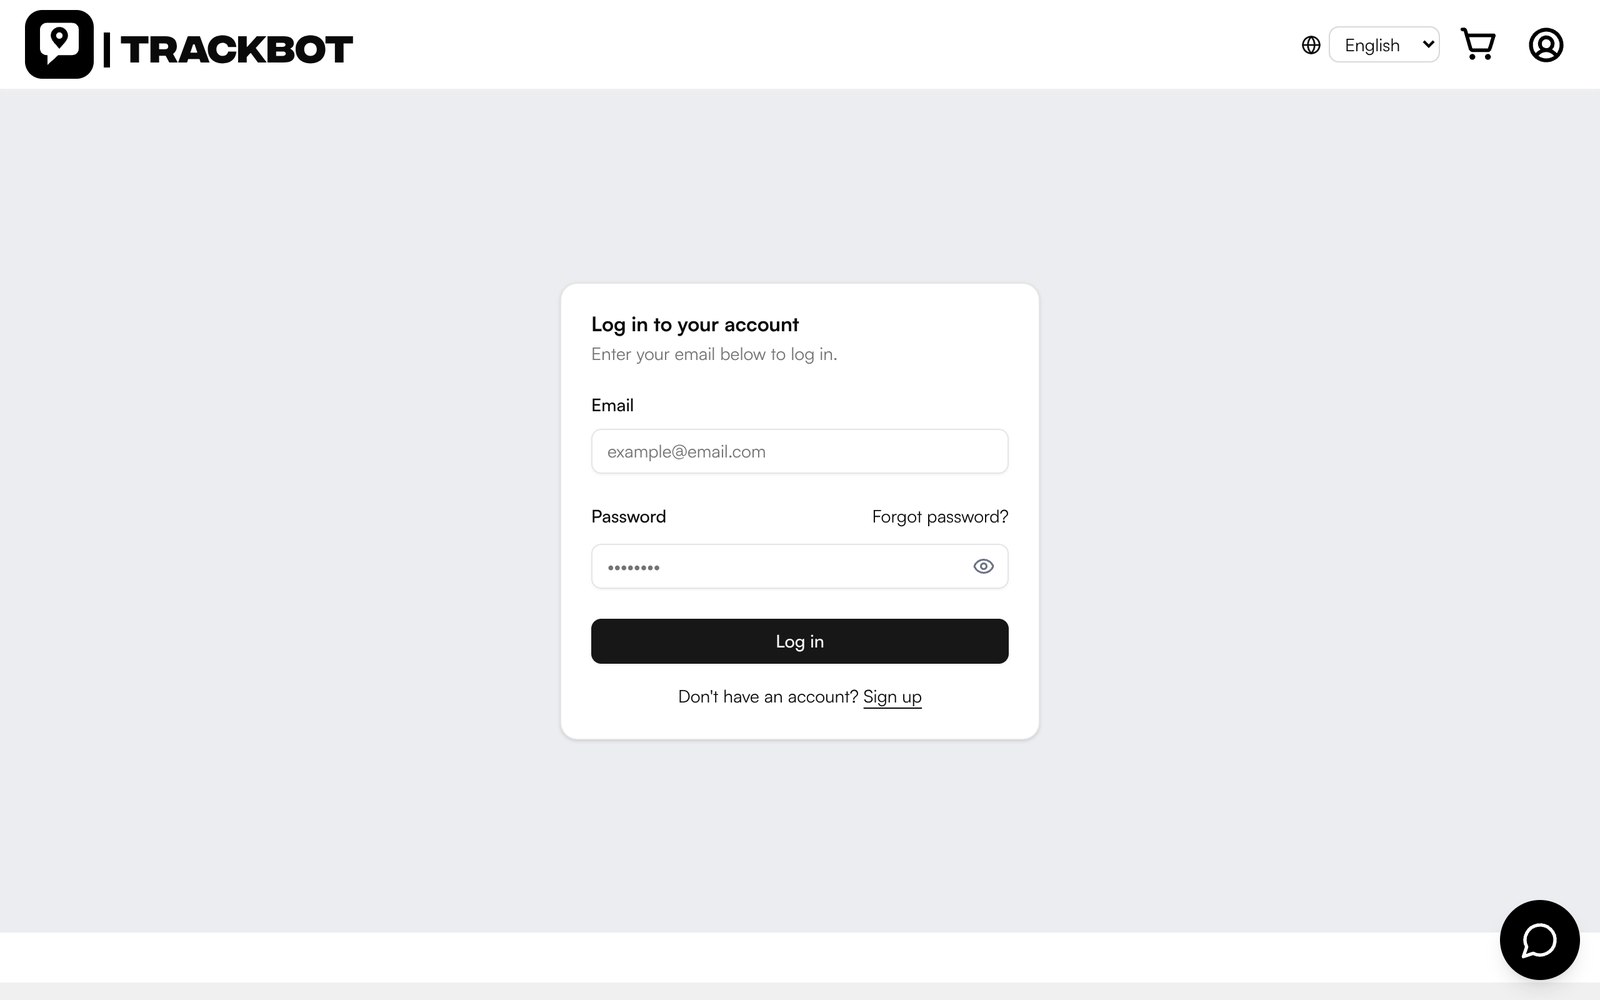 | TRACKBOT
English
Log in to your account
Enter your email below to log in.
Email
example@email.com
Password
Forgot password?
••••••••
Log in
Don't have an account? Sign up